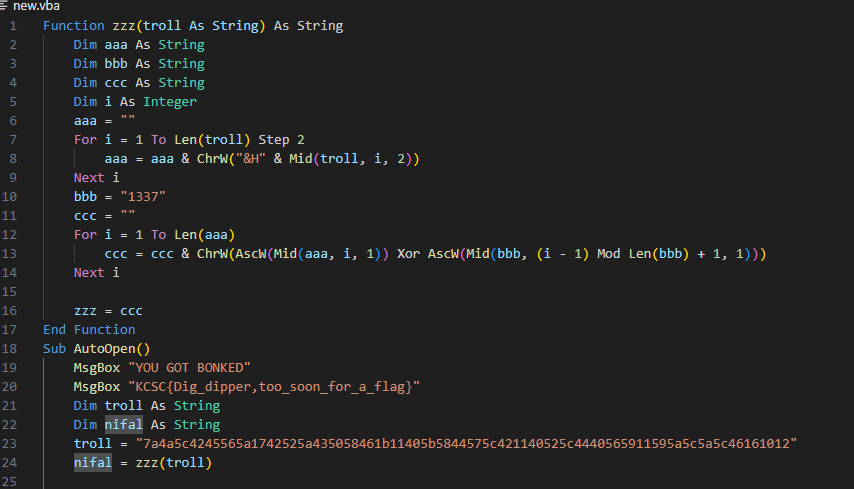 new.vba
1 Function zzz(troll As String) As String
2 Dim aaa As String
3 Dim bbb As String
4 Dim ccc As String
5 Dim i As Integer
6 aaa = ""
7 For i = 1 To Len(troll) Step 2
8 aaa = aaa & ChrW("&H" & Mid(troll, i, 2))
9 Next i
10 bbb = "1337"
11 ccc = ""
12 For i = 1 To Len(aaa)
13 ccc = ccc & ChrW(AscW(Mid(aaa, i, 1)) Xor AscW(Mid(bbb, (i - 1) Mod Len(bbb) + 1, 1)))
14 Next i
15
16 zzz = ccc
17 End Function
18 Sub AutoOpen()
19 MsgBox "YOU GOT BONKED"
20 MsgBox "KCSC{Dig_dipper,too_soon_for_a_flag}"
21 Dim troll As String
22 Dim nifal As String
23 troll = "7a4a5c4245565a1742525a435058461b11405b5844575c421140525c4440565911595a5c5a5c46161012"
24 nifal = zzz(troll)
25